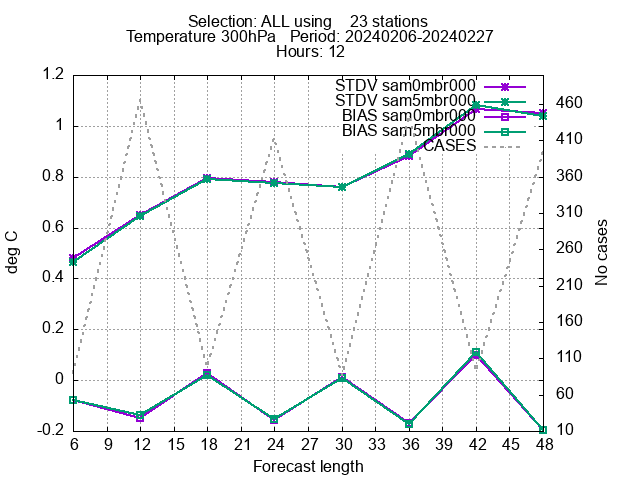 Selection: ALL using 23 stations
Temperature 300hPa Period: 20240206-20240227
Hours: 12
STDV sam0mbr000
STDV sam5mbr000
BIAS sam0mbr000
BIAS sam5mbr000
CASES
1.2
1
0.8
0.6
0.4
0.2
0
-0.2
deg C
460
410
360
310
260
210
160
110
60
10
No cases
6 9 12 15 18 21 24 27 30 33 36 39 42 45 48
Forecast length